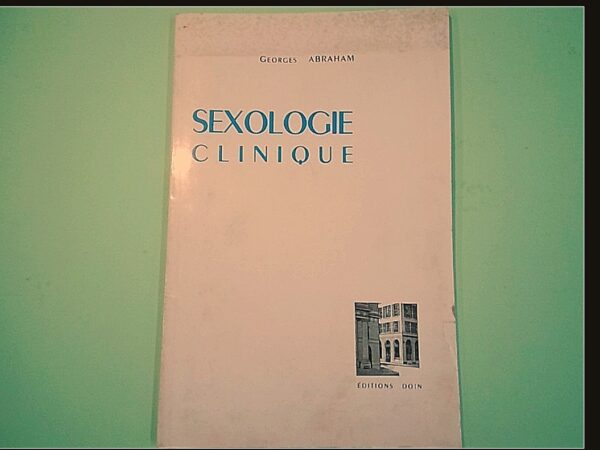 Georges ABRAHAM
SEXOLOGIE
CLINIQUE
ÉDITIONS DOIN